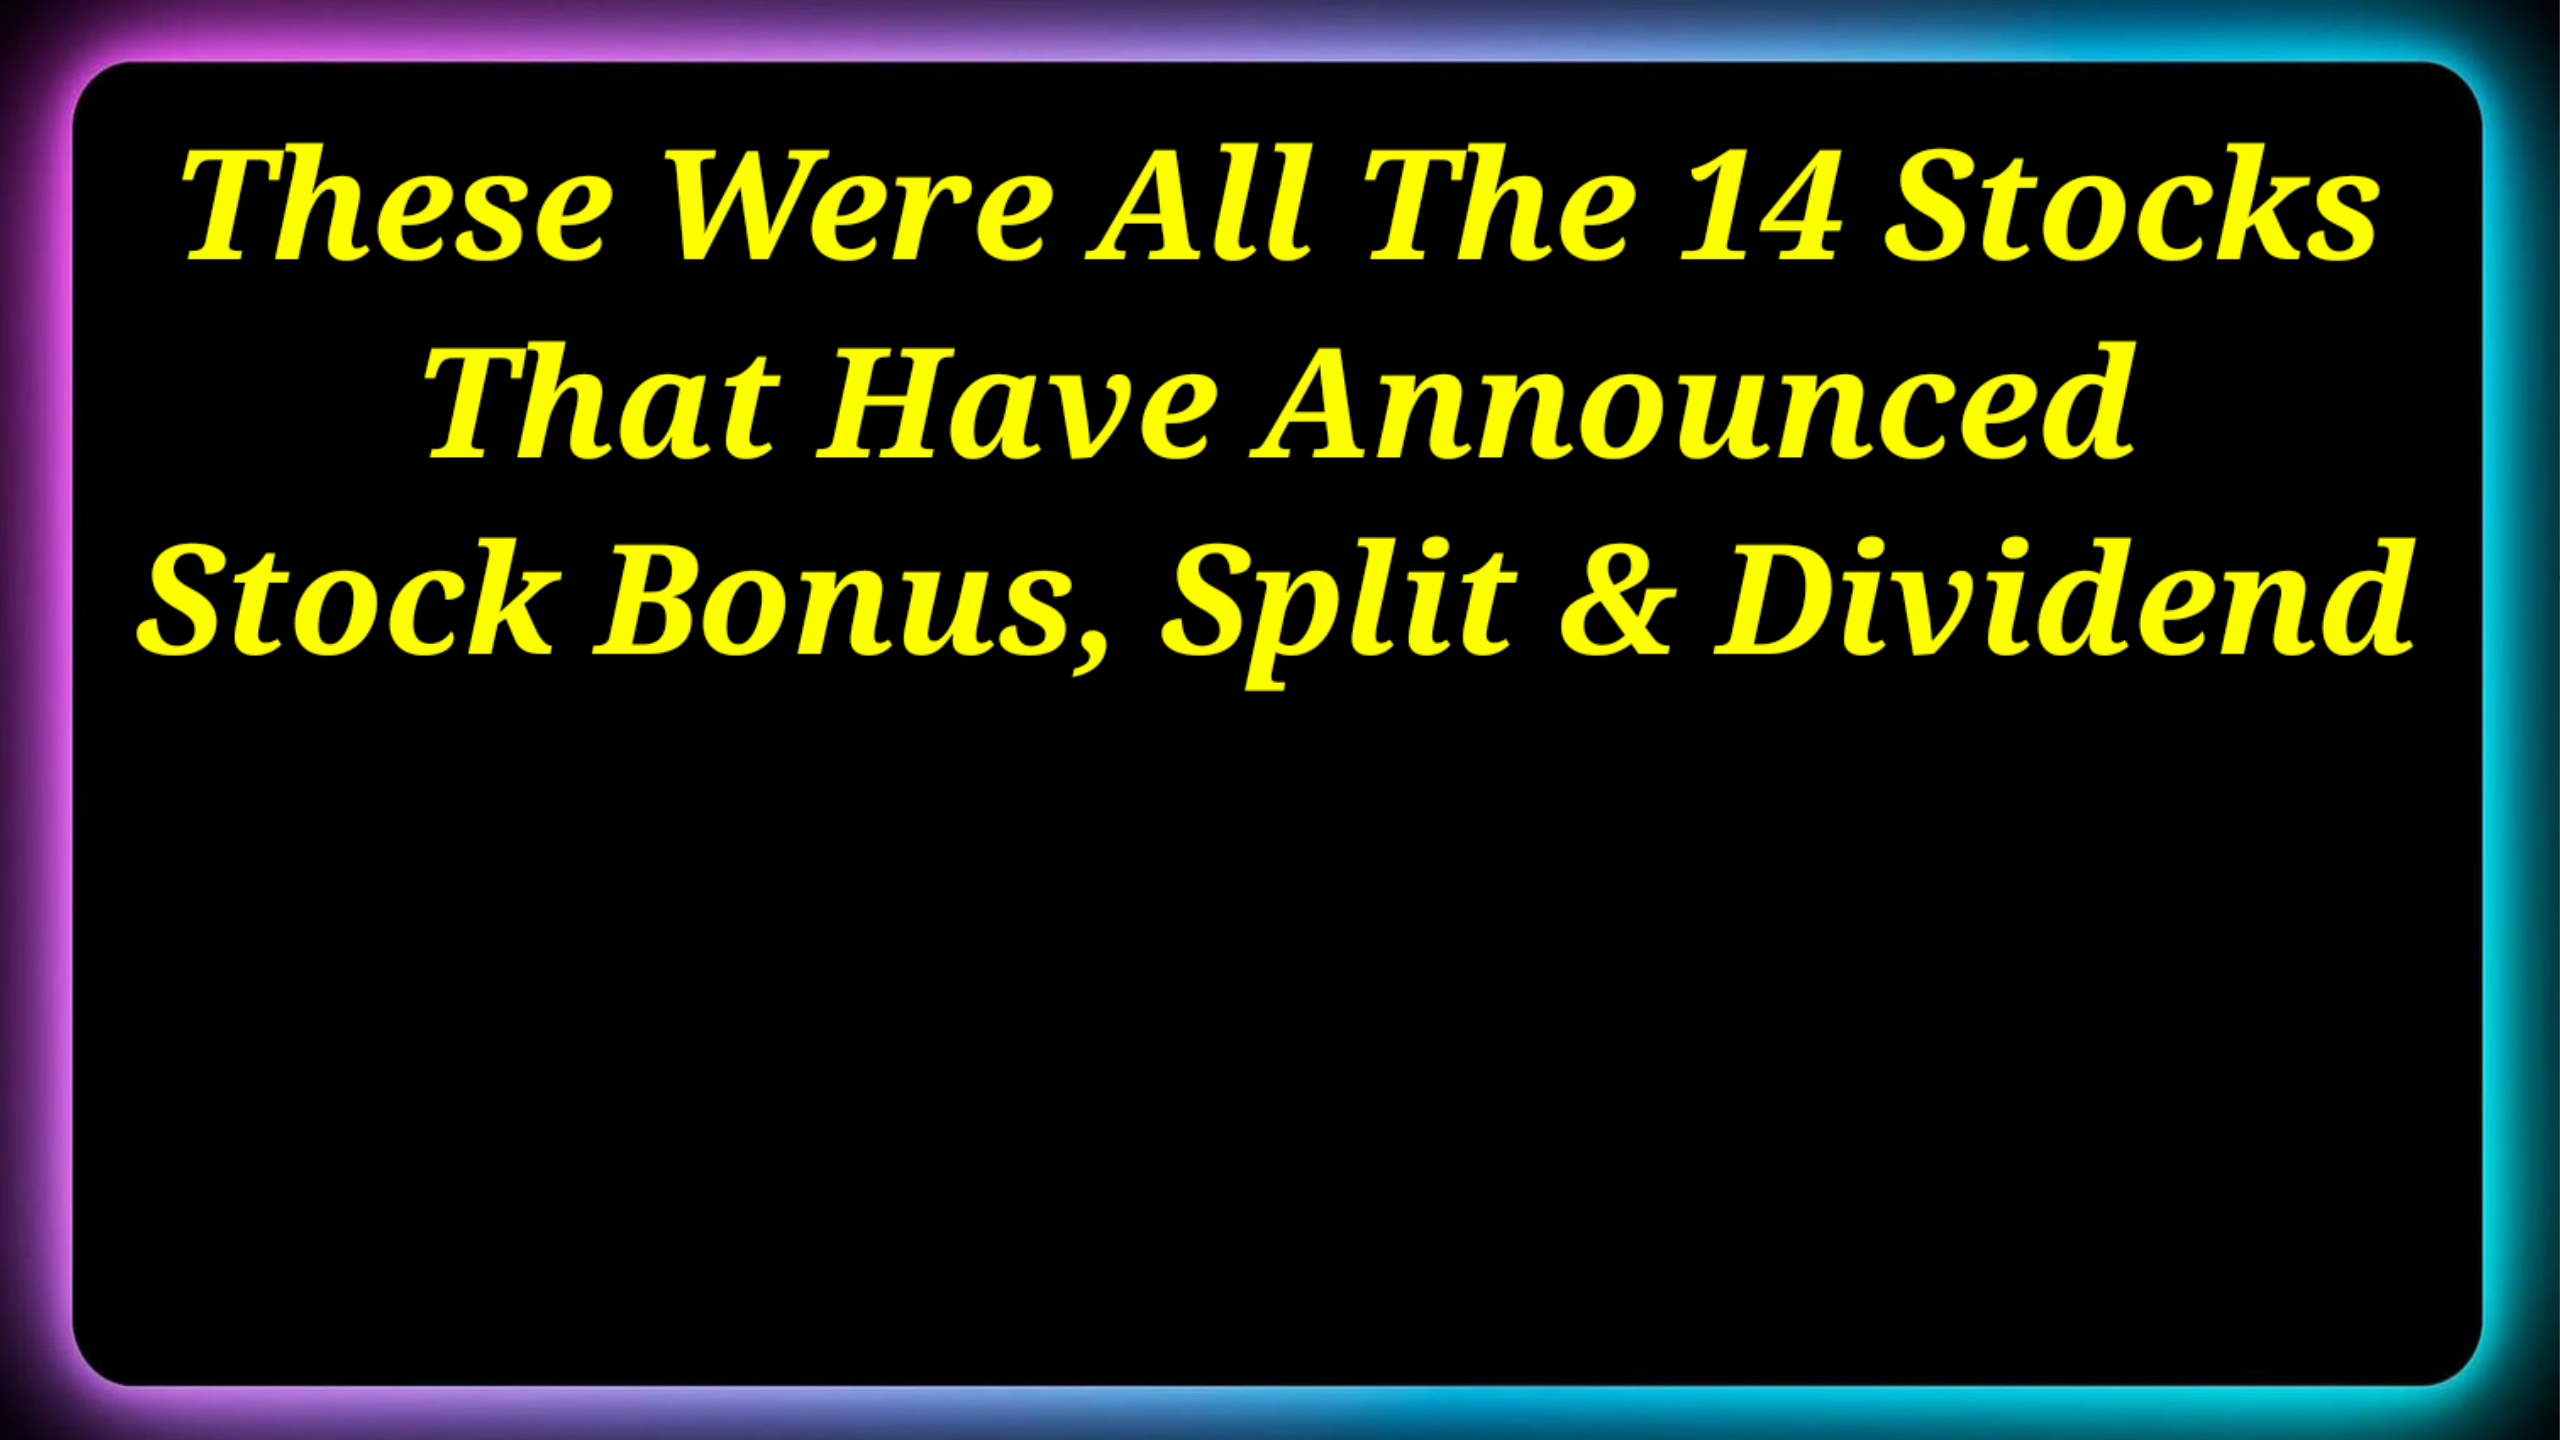 These Were All The 14 Stocks
That Have Announced
Stock Bonus, Split & Dividend